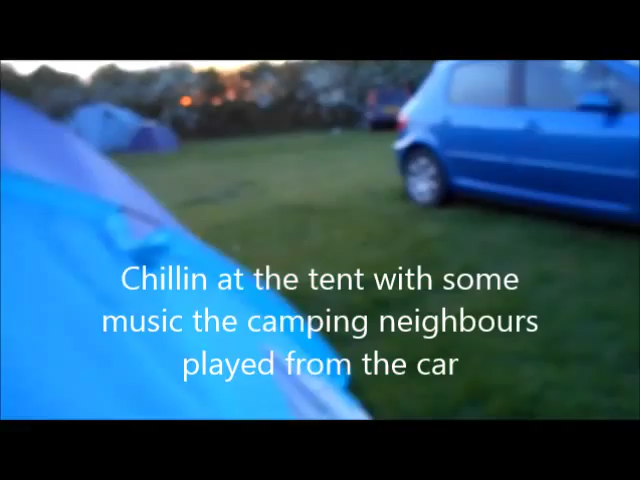 Chillin at the tent with some
music the camping neighbours
played from the car